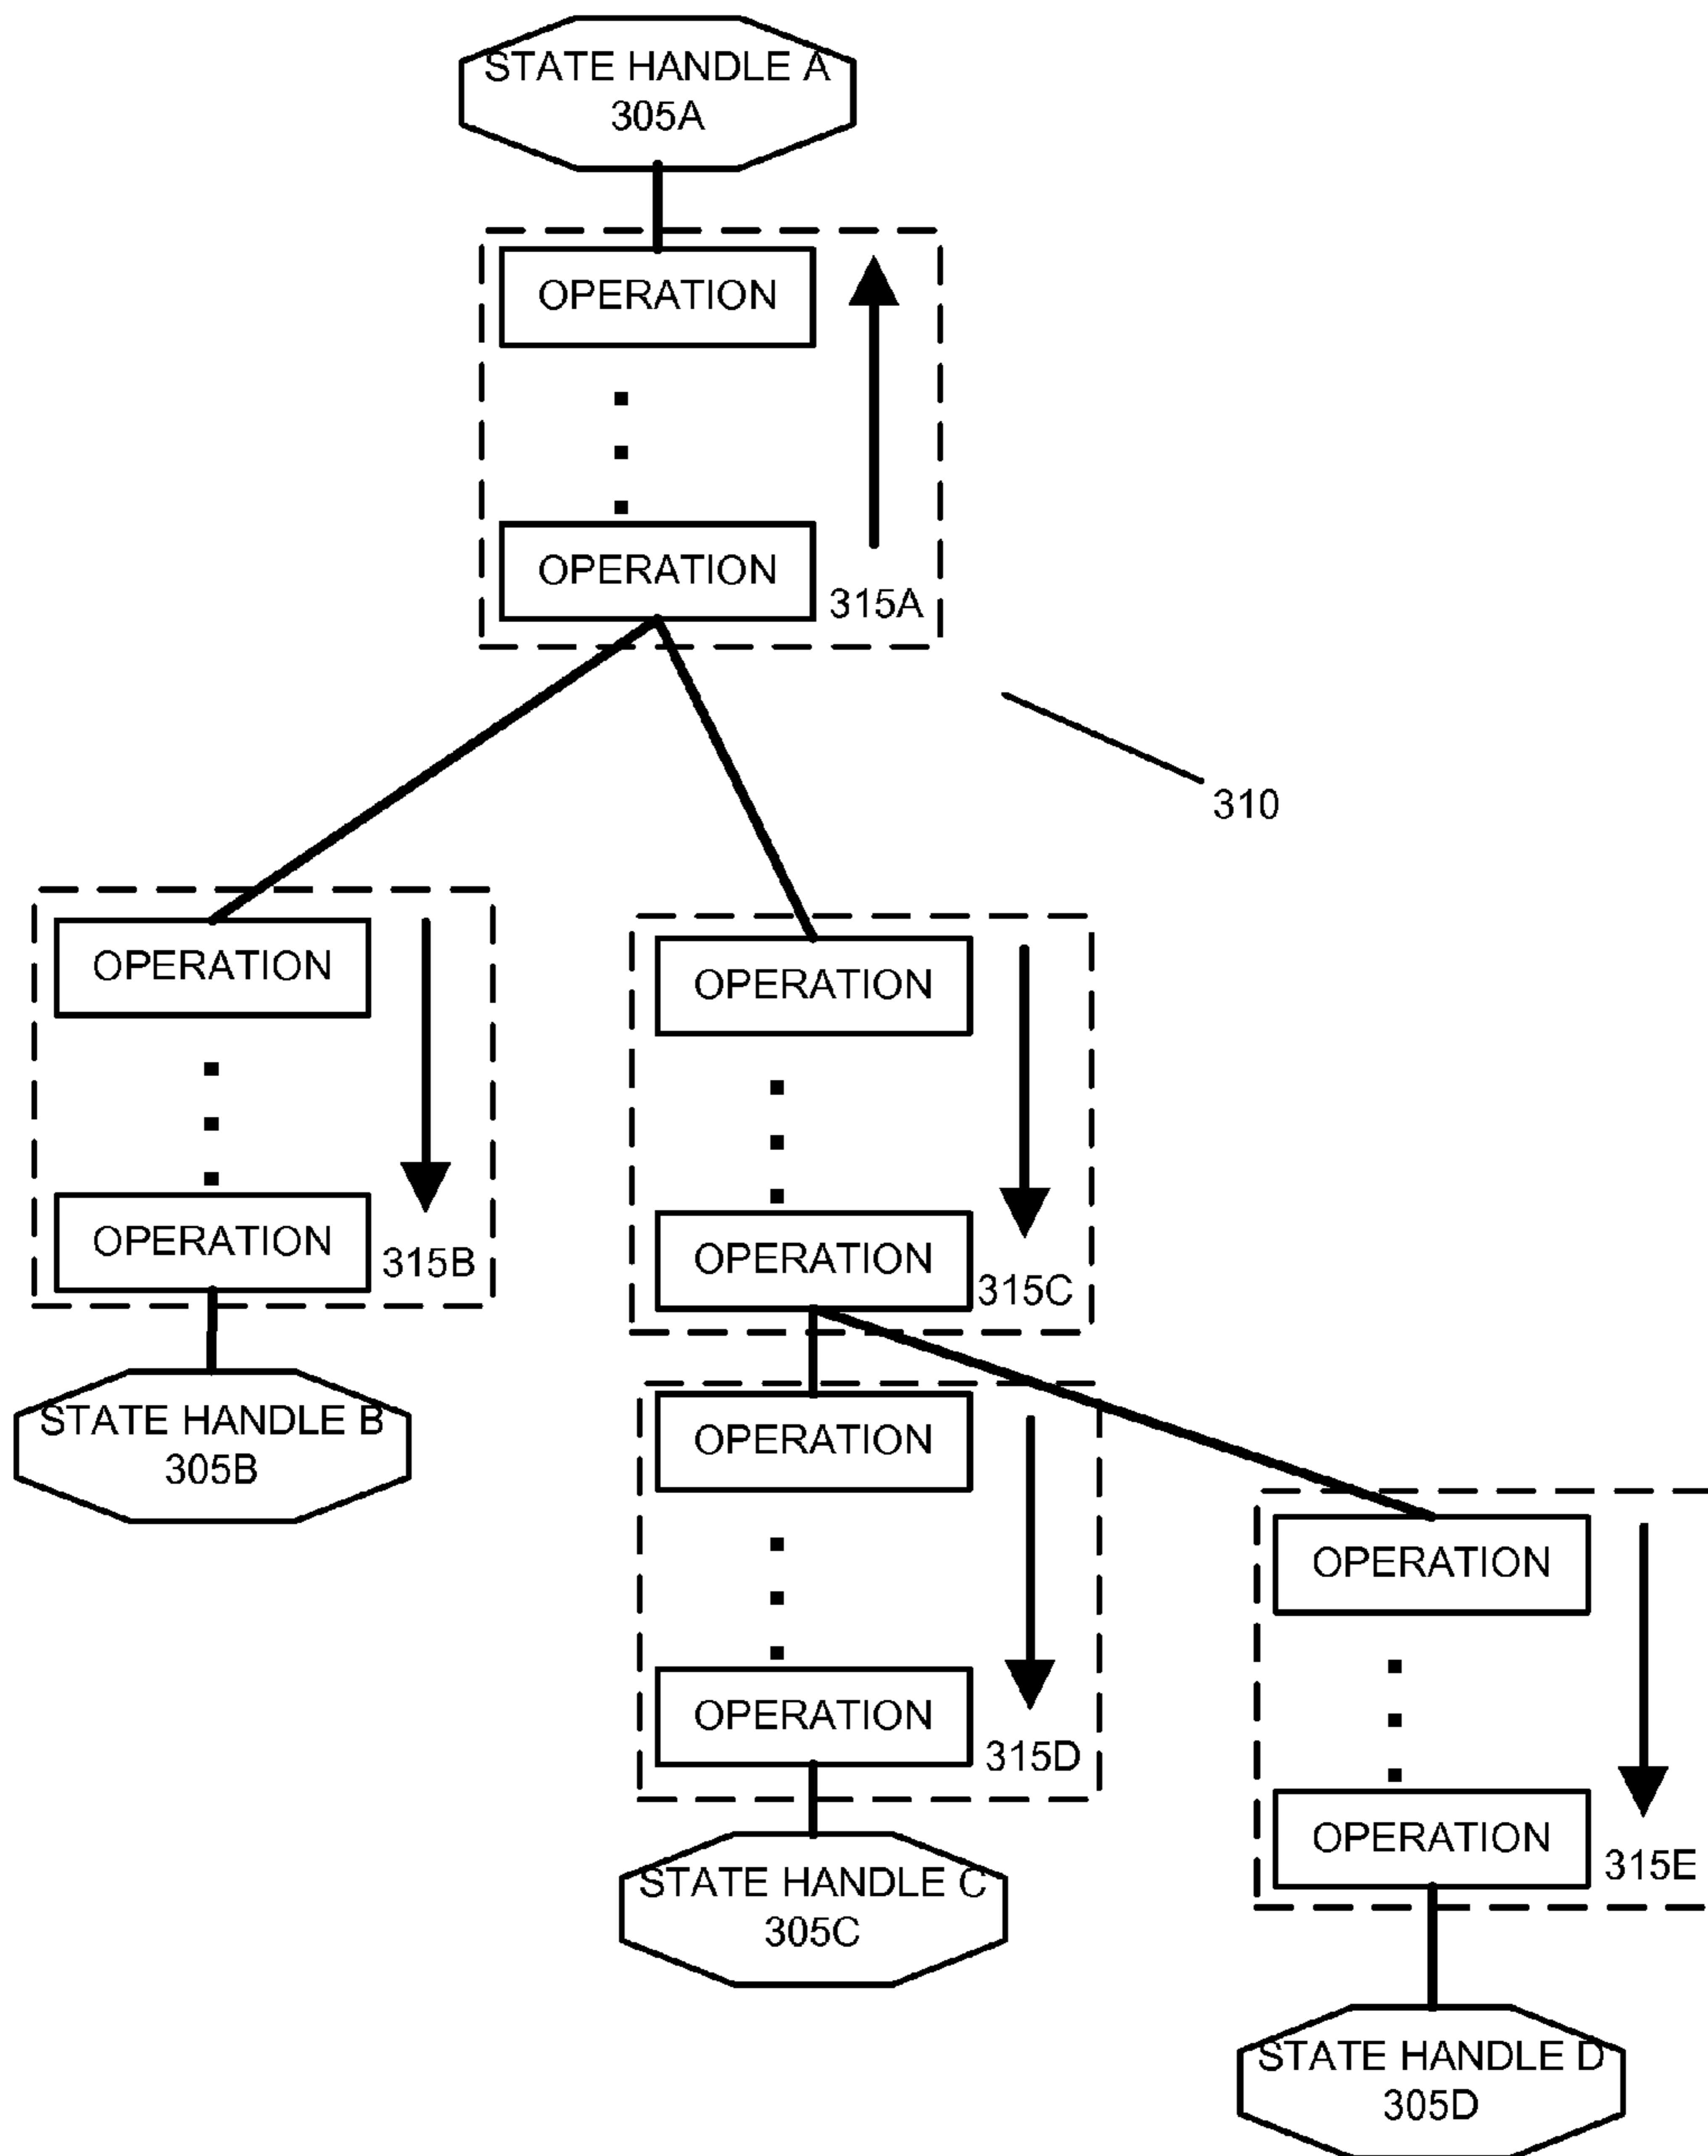 STATE HANDLE A
305A
OPERATION
OPERATION
315A
310
OPERATION
OPERATION
315B
STATE HANDLE B
305B
OPERATION
OPERATION
315C
OPERATION
OPERATION
315D
STATE HANDLE C
305C
OPERATION
OPERATION
315E
STATE HANDLE D
305D